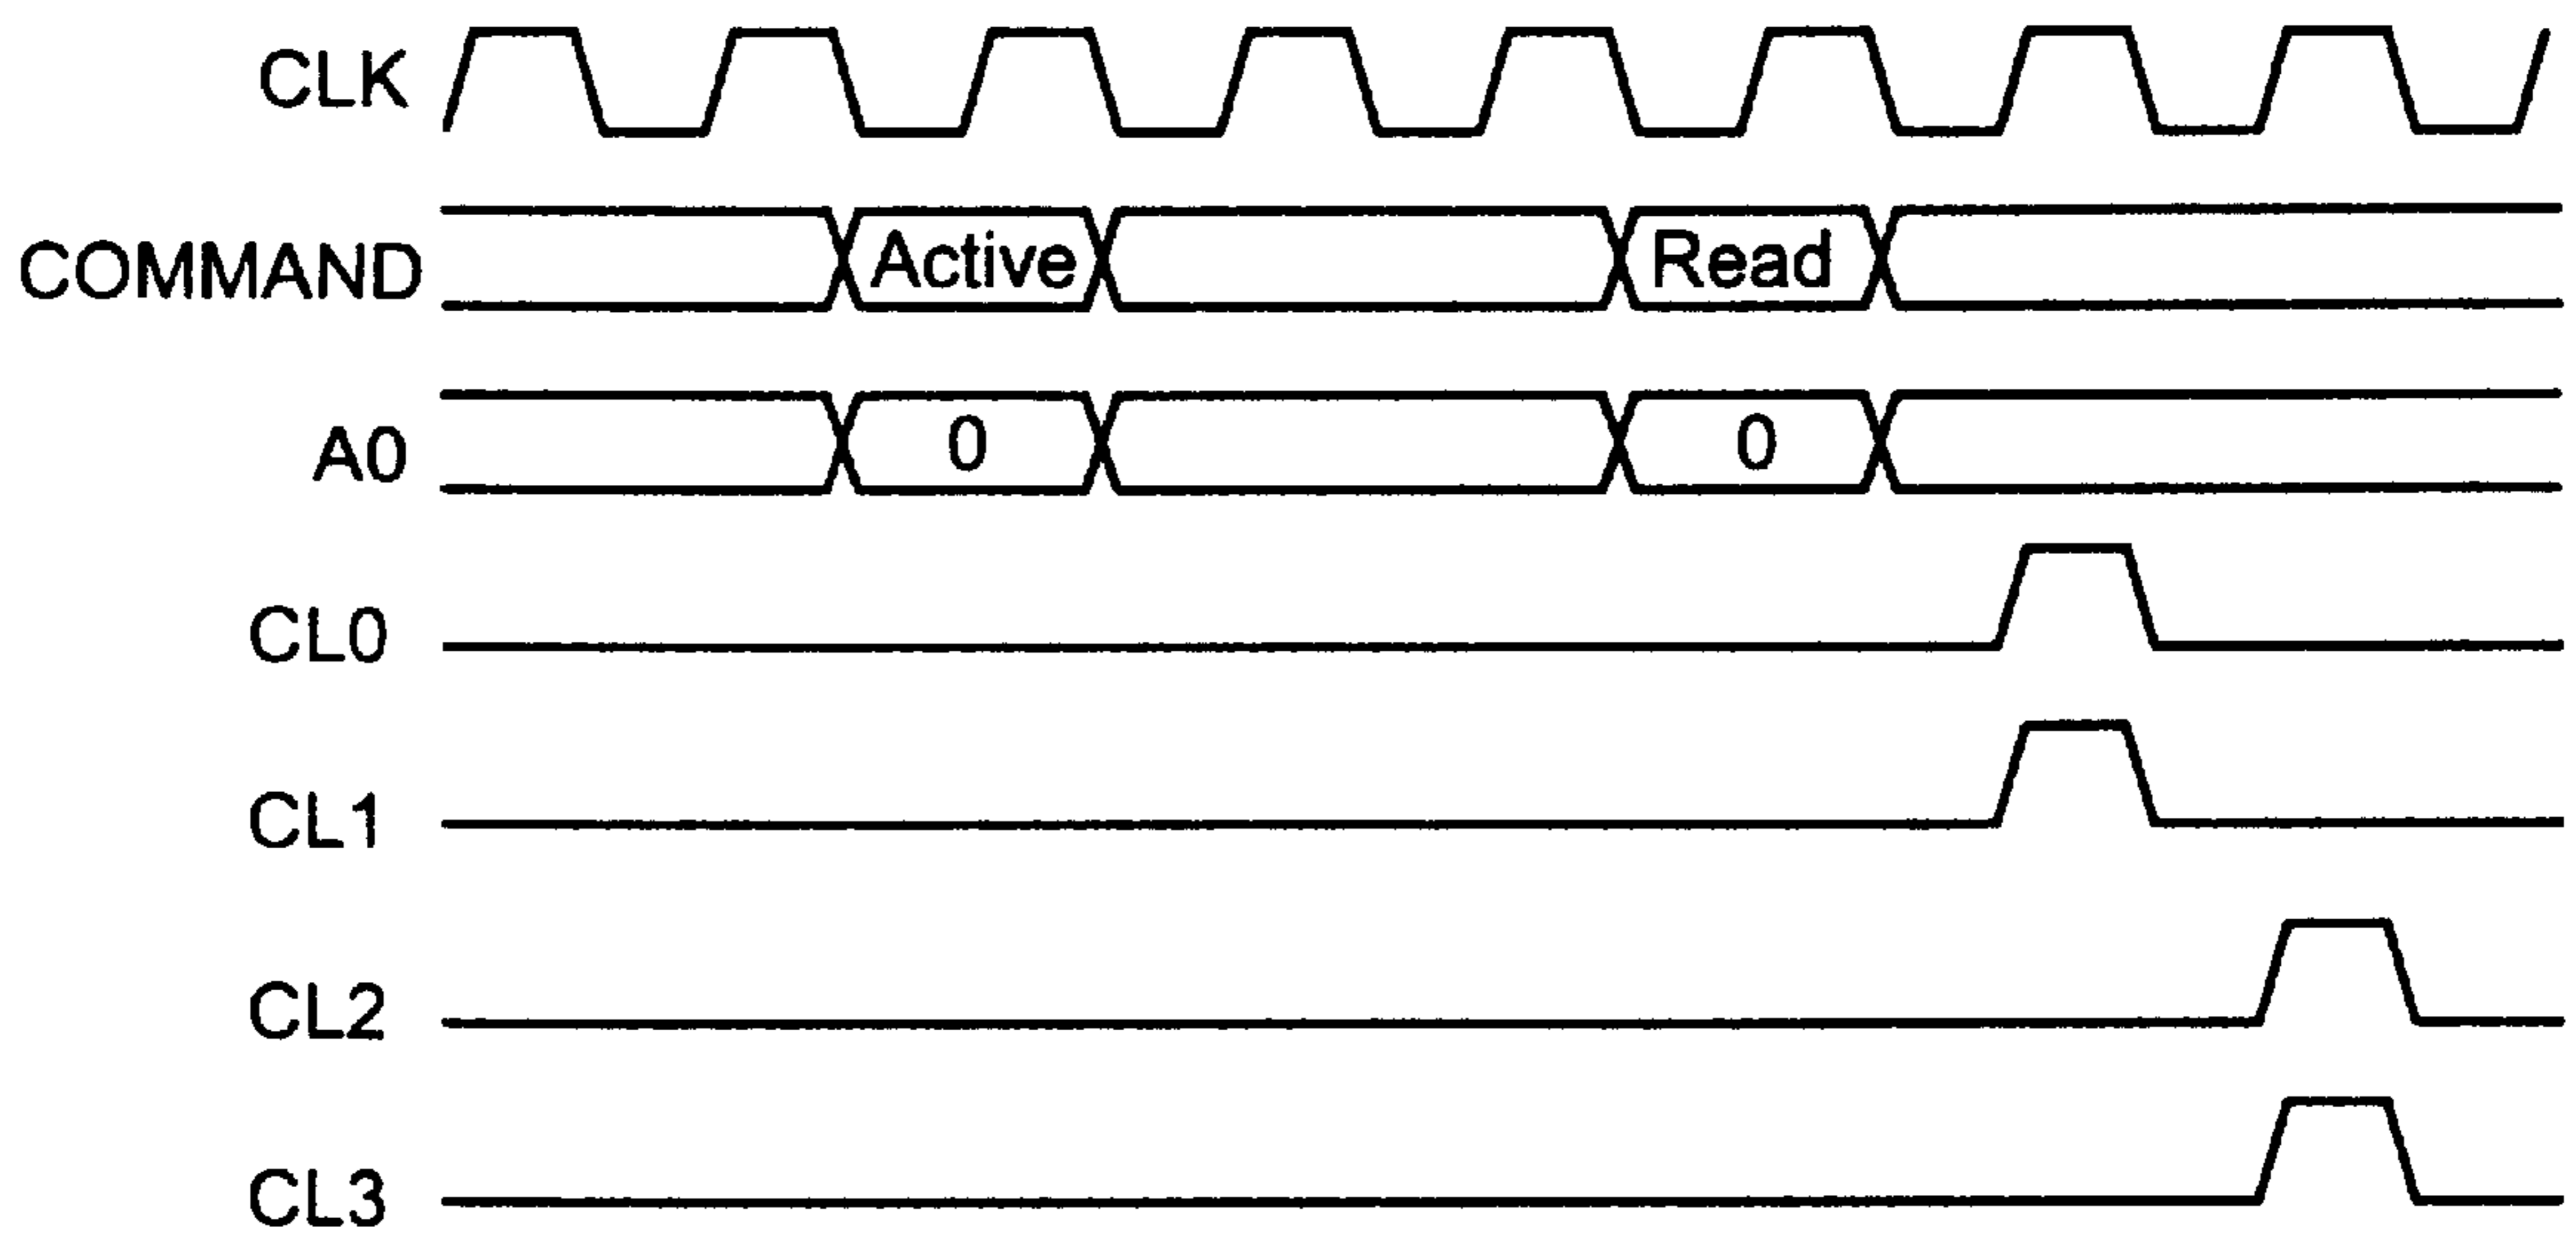 CLK
COMMAND Active Read
A0 0 0
CL0
CL1
CL2
CL3